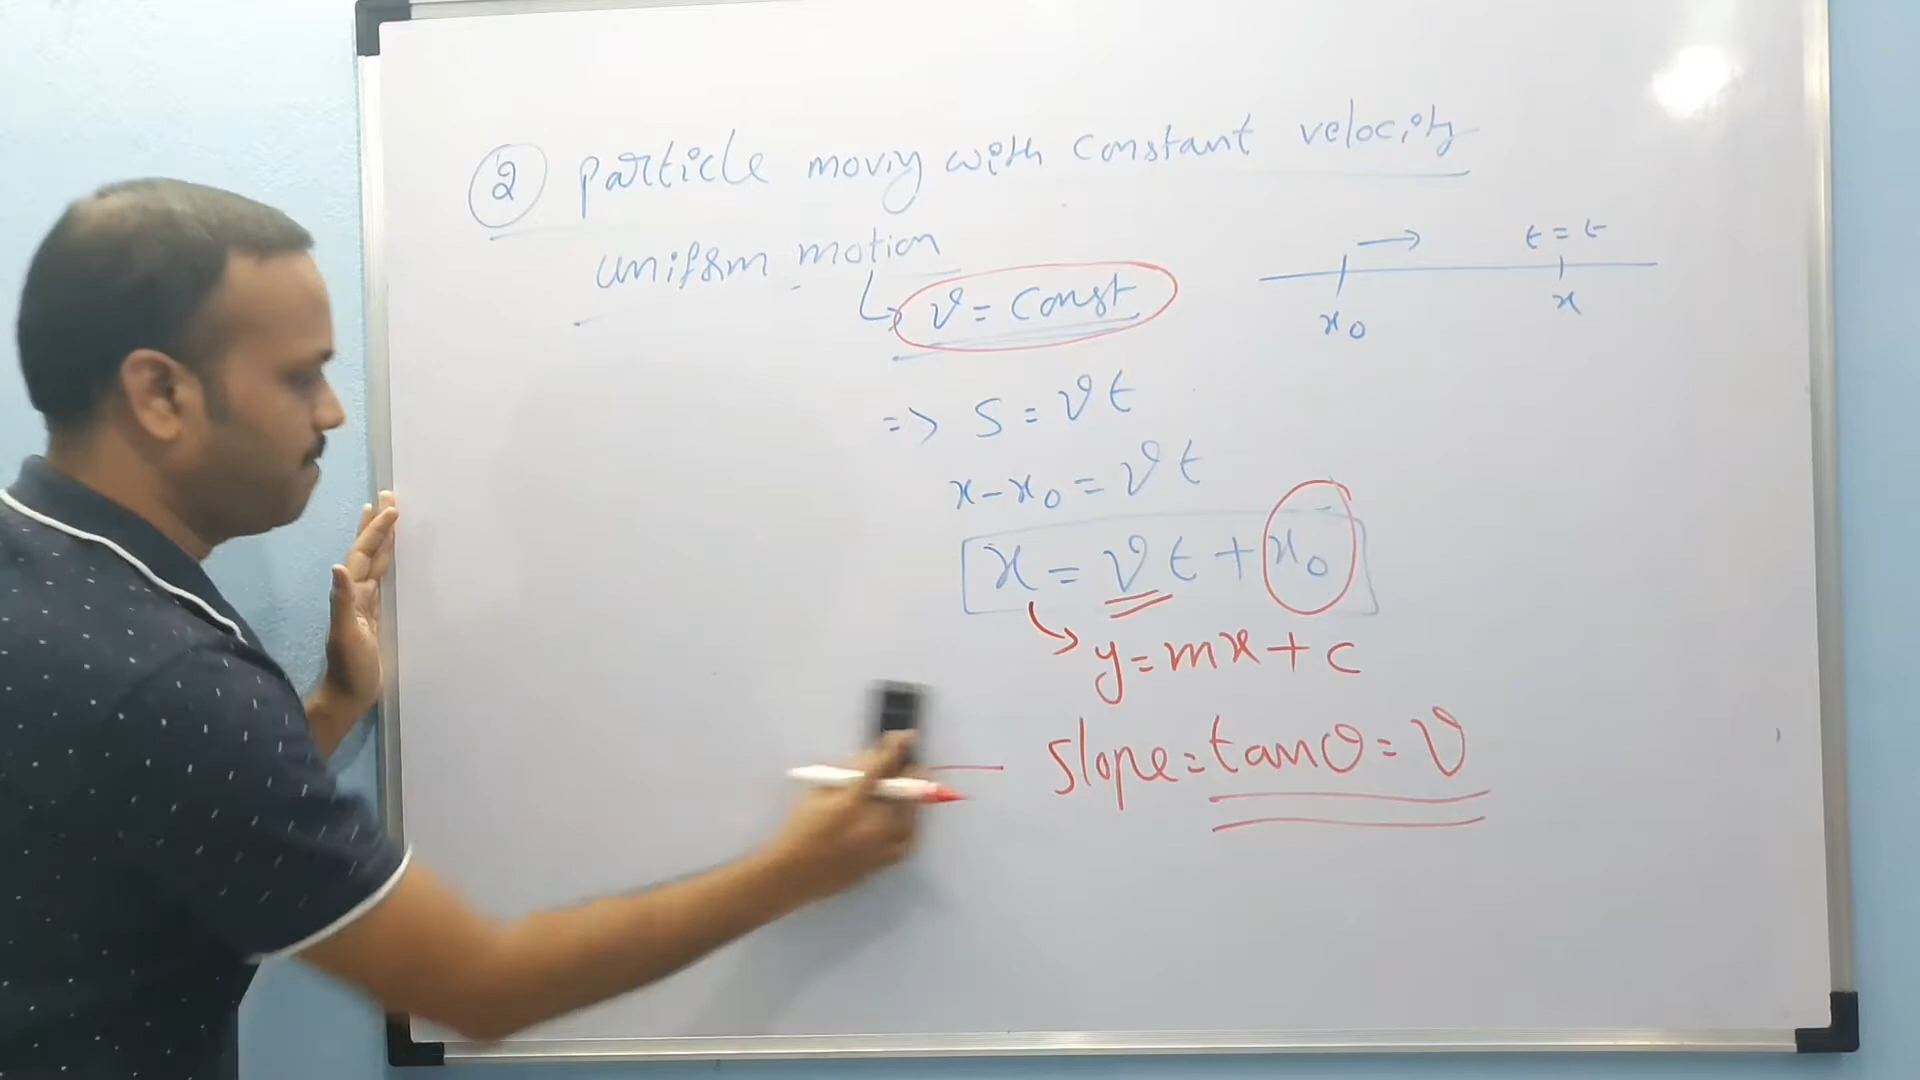 ② particle moving with constant velocity
uniform motion
t = t
v = const
x₀
x
=> S = vt
x - x₀ = vt
x = vt + x₀
y = mx + c
slope = tanθ = v